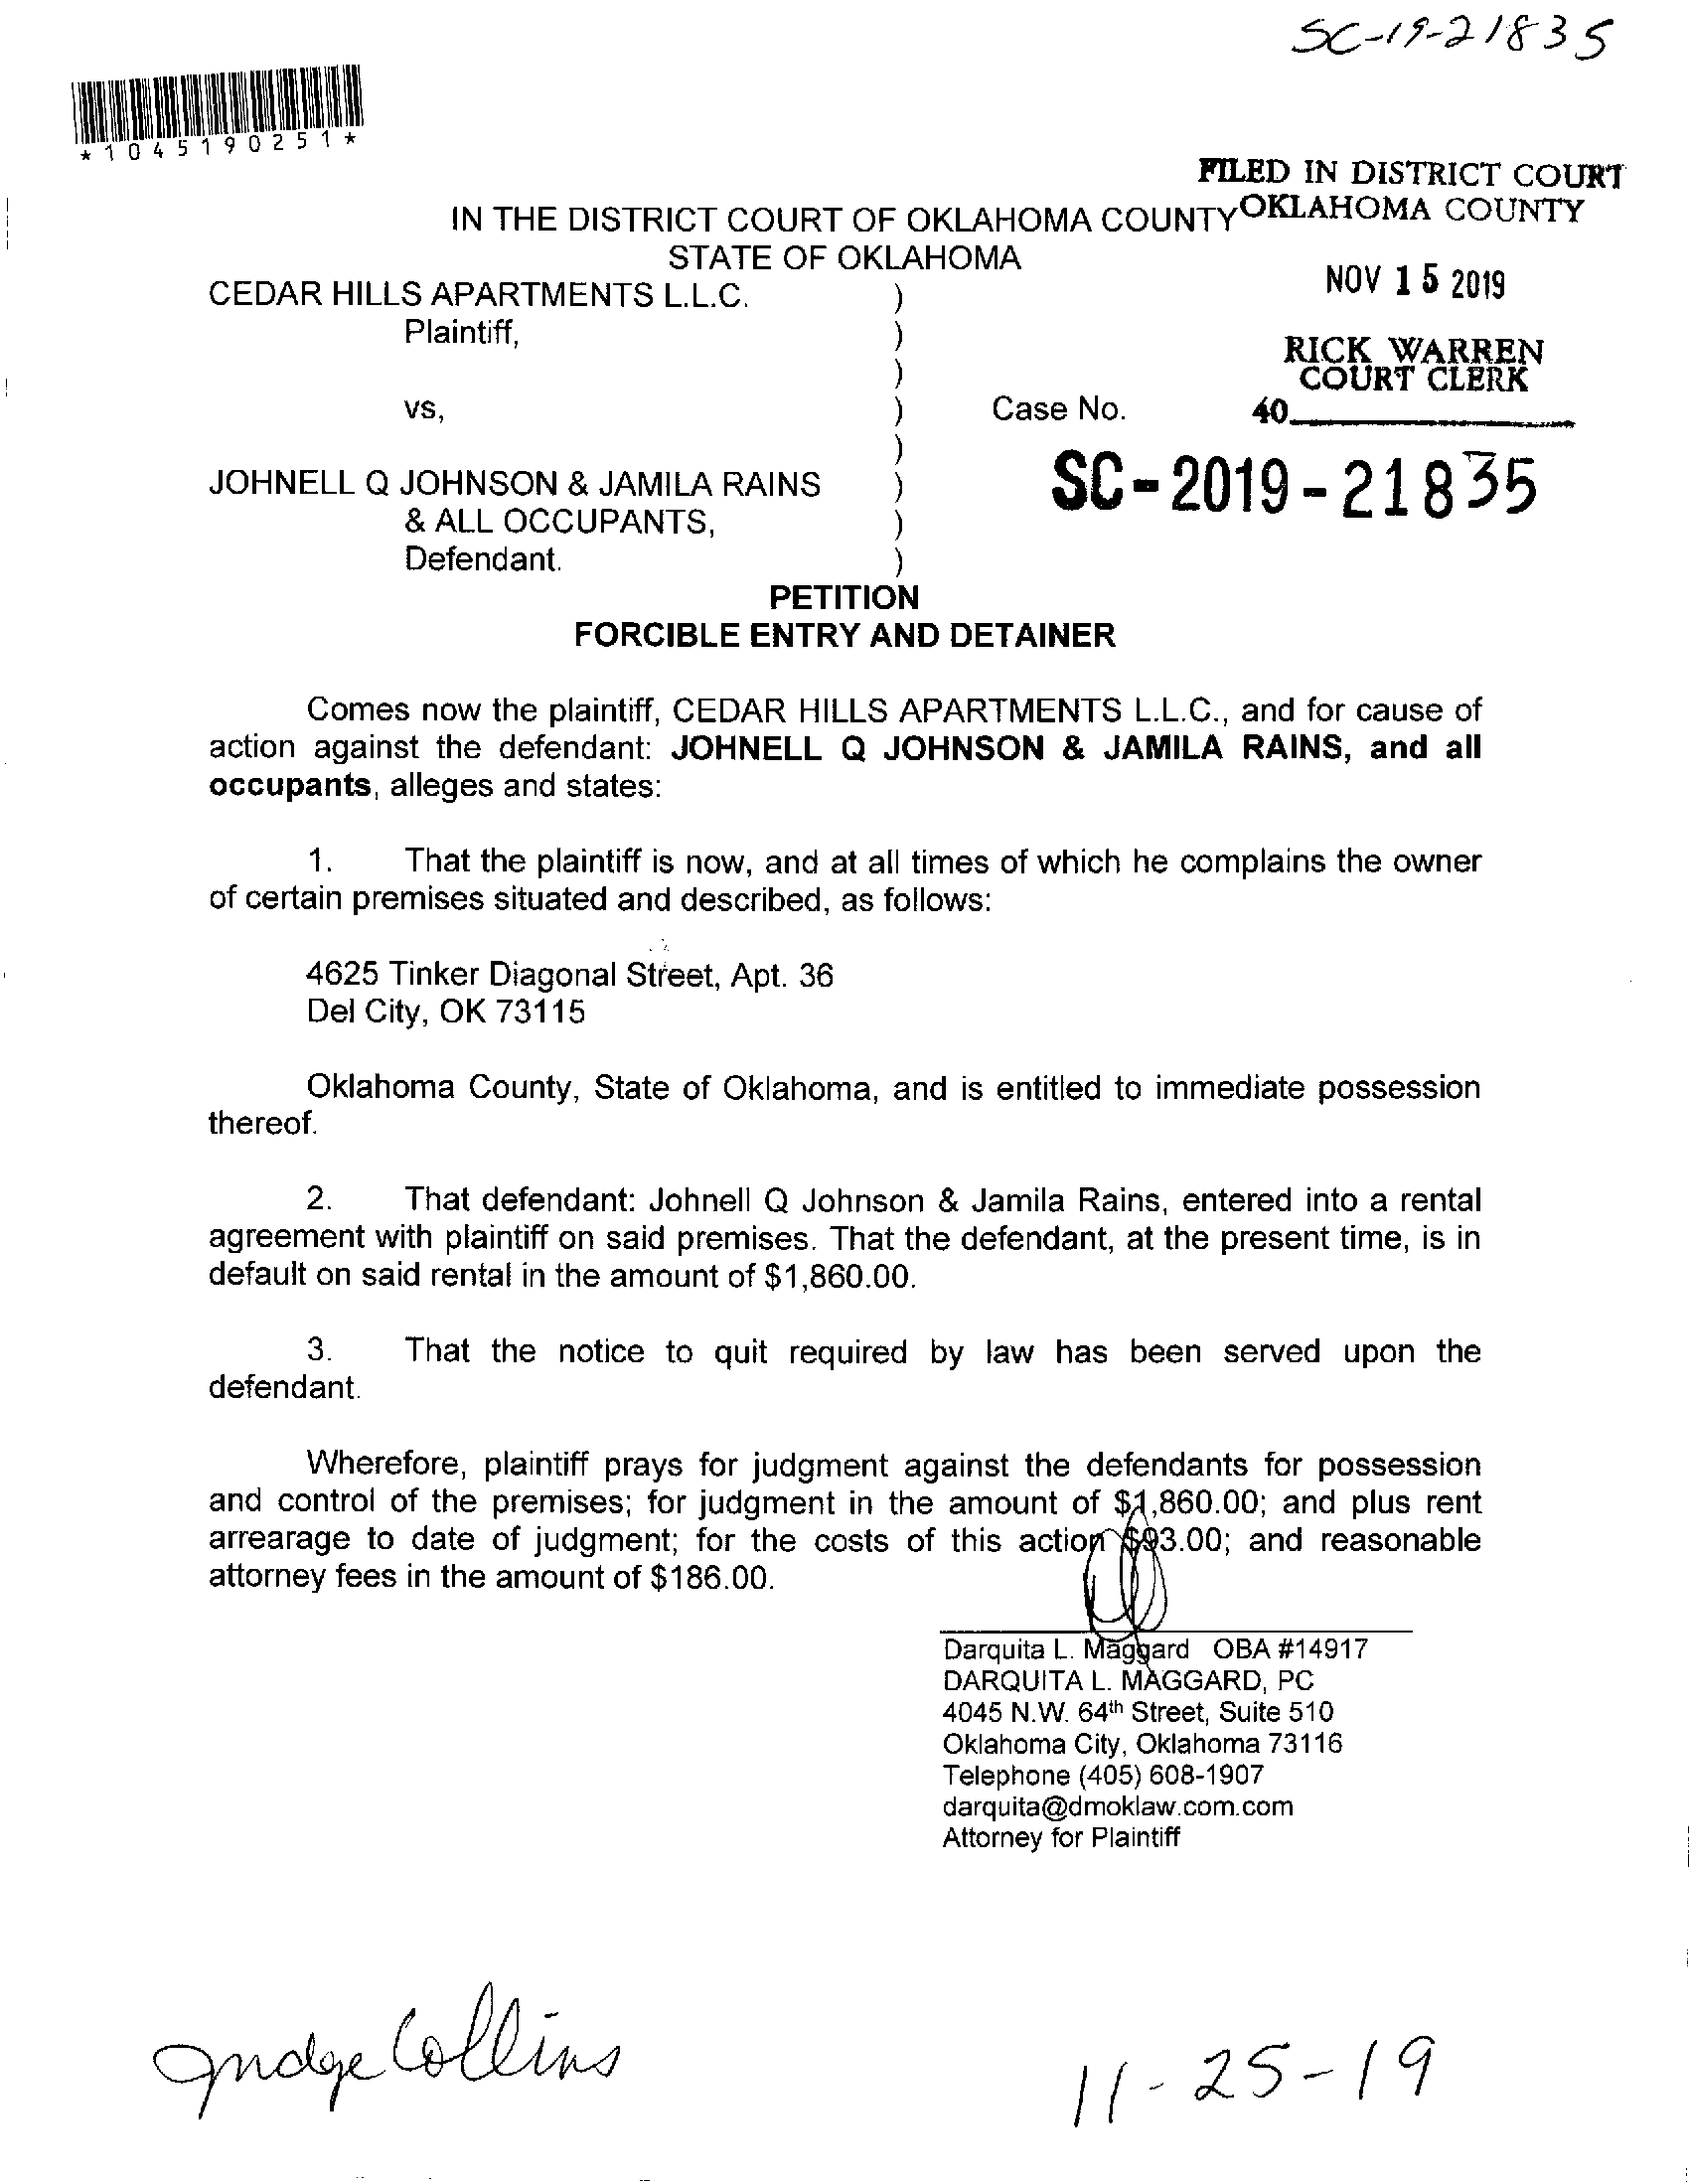 SC-19-21835
*1045190251*
FILED IN DISTRICT COURT
OKLAHOMA COUNTY
IN THE DISTRICT COURT OF OKLAHOMA COUNTY
STATE OF OKLAHOMA
NOV 15 2019
CEDAR HILLS APARTMENTS L.L.C. )
Plaintiff, )
)
RICK WARREN
COURT CLERK
vs, ) Case No. 40
)
JOHNELL Q JOHNSON & JAMILA RAINS ) SC-2019-21835
& ALL OCCUPANTS, )
Defendant. )
PETITION
FORCIBLE ENTRY AND DETAINER
Comes now the plaintiff, CEDAR HILLS APARTMENTS L.L.C., and for cause of
action against the defendant: JOHNELL Q JOHNSON & JAMILA RAINS, and all
occupants, alleges and states:
1. That the plaintiff is now, and at all times of which he complains the owner
of certain premises situated and described, as follows:
4625 Tinker Diagonal Street, Apt. 36
Del City, OK 73115
Oklahoma County, State of Oklahoma, and is entitled to immediate possession
thereof.
2. That defendant: Johnell Q Johnson & Jamila Rains, entered into a rental
agreement with plaintiff on said premises. That the defendant, at the present time, is in
default on said rental in the amount of $1,860.00.
3. That the notice to quit required by law has been served upon the
defendant.
Wherefore, plaintiff prays for judgment against the defendants for possession
and control of the premises; for judgment in the amount of $1,860.00; and plus rent
arrearage to date of judgment; for the costs of this action $93.00; and reasonable
attorney fees in the amount of $186.00.
Darquita L. Maggard OBA #14917
DARQUITA L. MAGGARD, PC
4045 N.W. 64th Street, Suite 510
Oklahoma City, Oklahoma 73116
Telephone (405) 608-1907
darquita@dmoklaw.com.com
Attorney for Plaintiff
Judge Collins
11-25-19